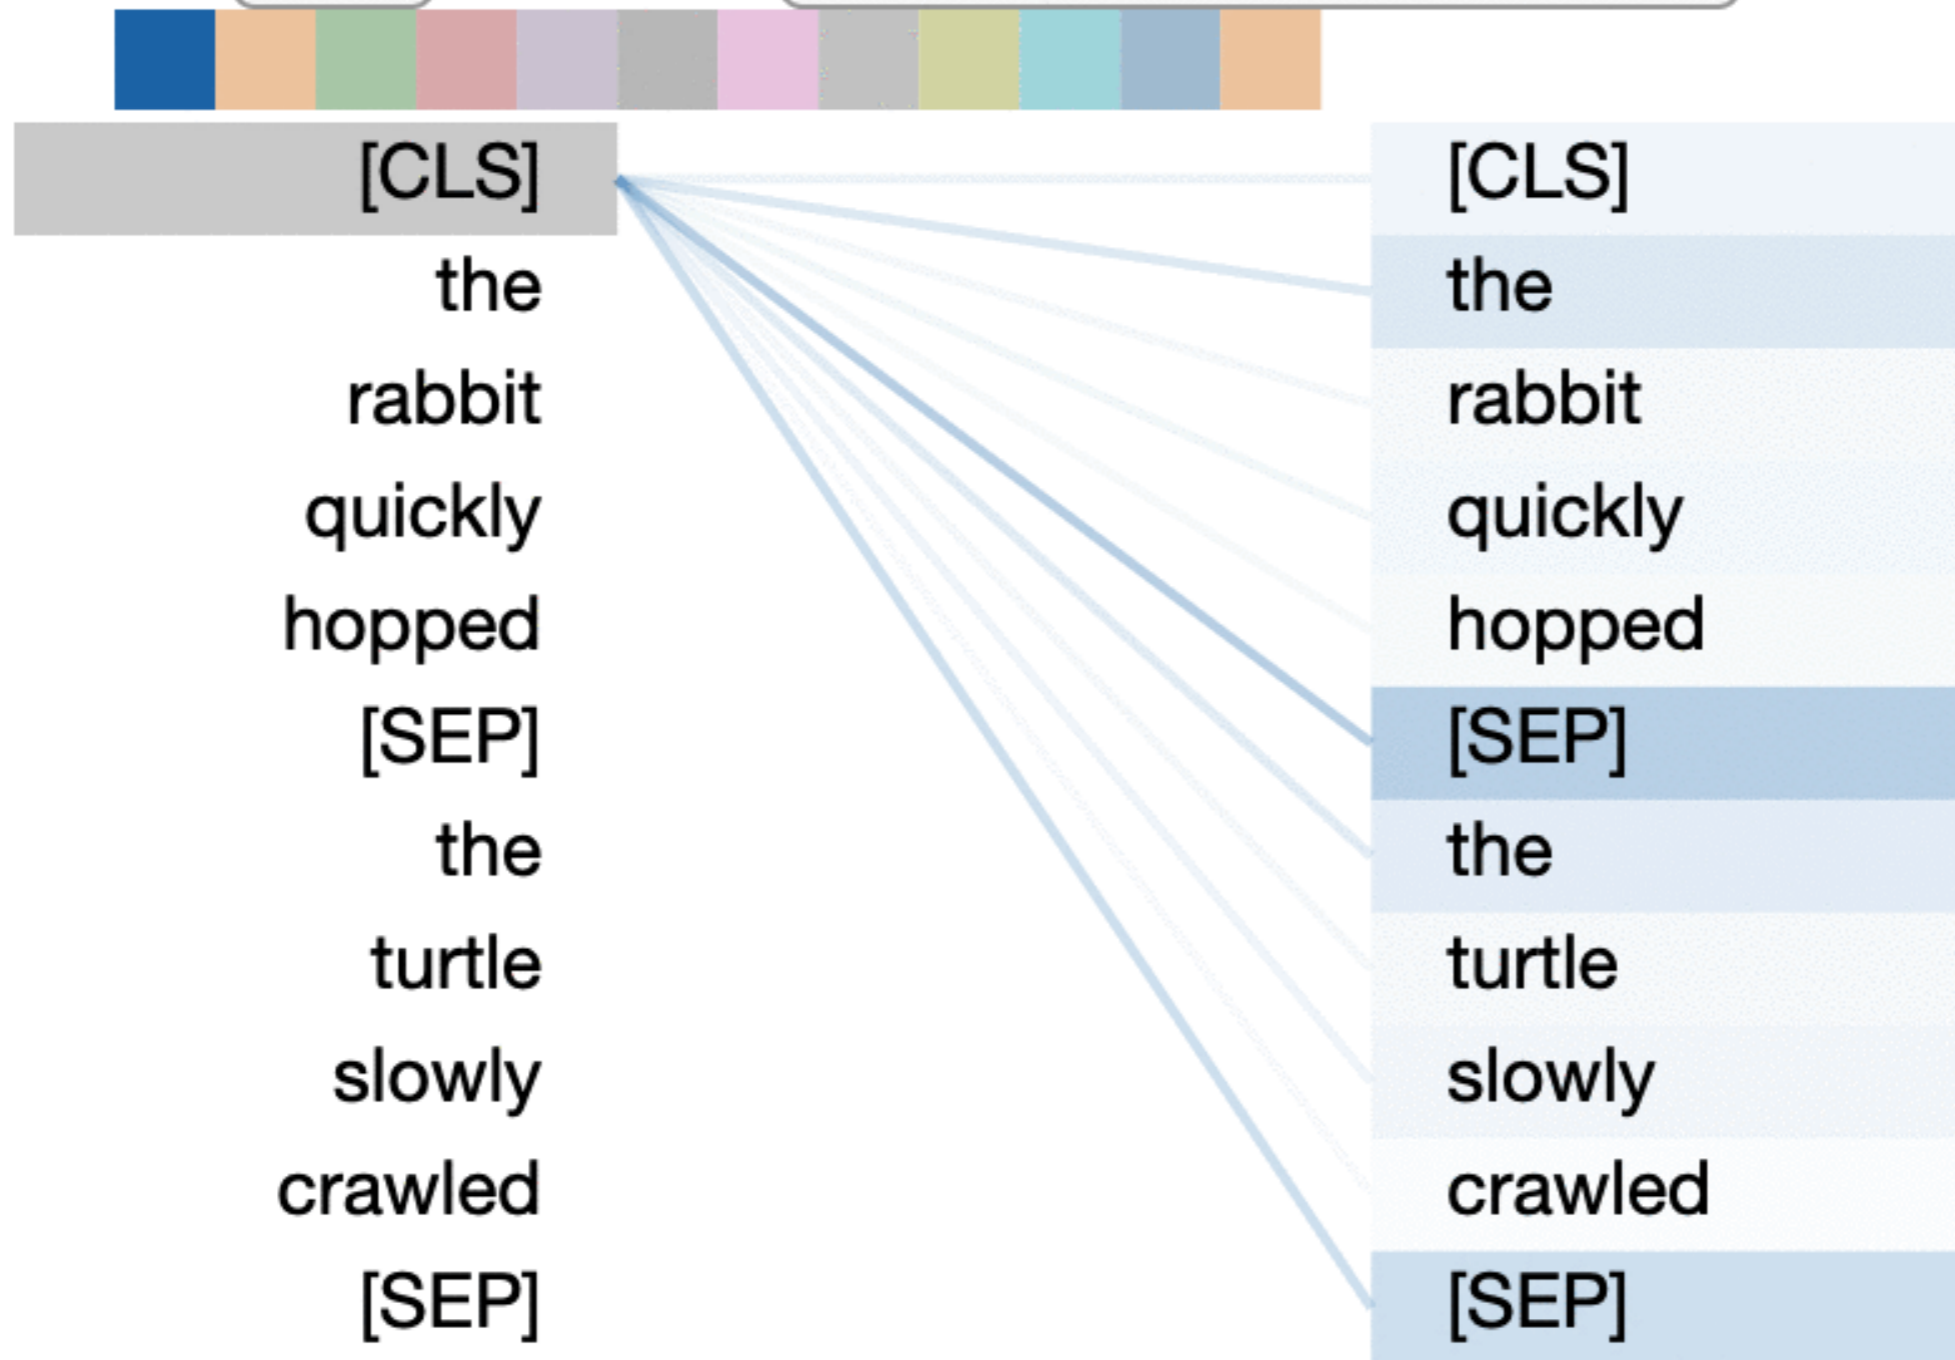 [CLS] [CLS]
the the
rabbit rabbit
quickly quickly
hopped hopped
[SEP] [SEP]
the the
turtle turtle
slowly slowly
crawled crawled
[SEP] [SEP]